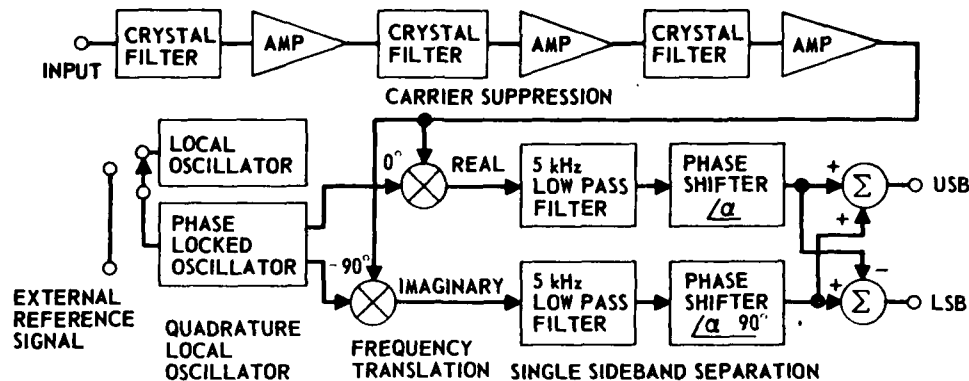 CRYSTAL
FILTER
AMP
CRYSTAL
FILTER
AMP
CRYSTAL
FILTER
AMP
INPUT
CARRIER SUPPRESSION
LOCAL
OSCILLATOR
0°
REAL
5 kHz
LOW PASS
FILTER
PHASE
SHIFTER
∠α
+
Σ
USB
+
PHASE
LOCKED
OSCILLATOR
-90°
IMAGINARY
5 kHz
LOW PASS
FILTER
PHASE
SHIFTER
∠α 90°
-
+
Σ
LSB
EXTERNAL
REFERENCE
SIGNAL
QUADRATURE
LOCAL
OSCILLATOR
FREQUENCY
TRANSLATION
SINGLE SIDEBAND SEPARATION